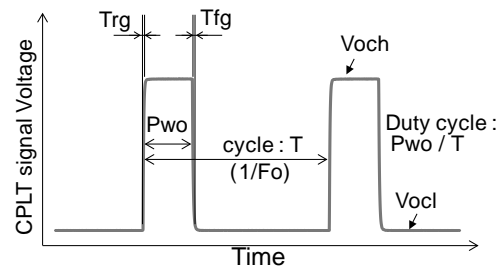 Trg
Tfg
Voch
CPLT signal Voltage
Pwo
cycle : T
(1/Fo)
Duty cycle :
Pwo / T
Vocl
Time